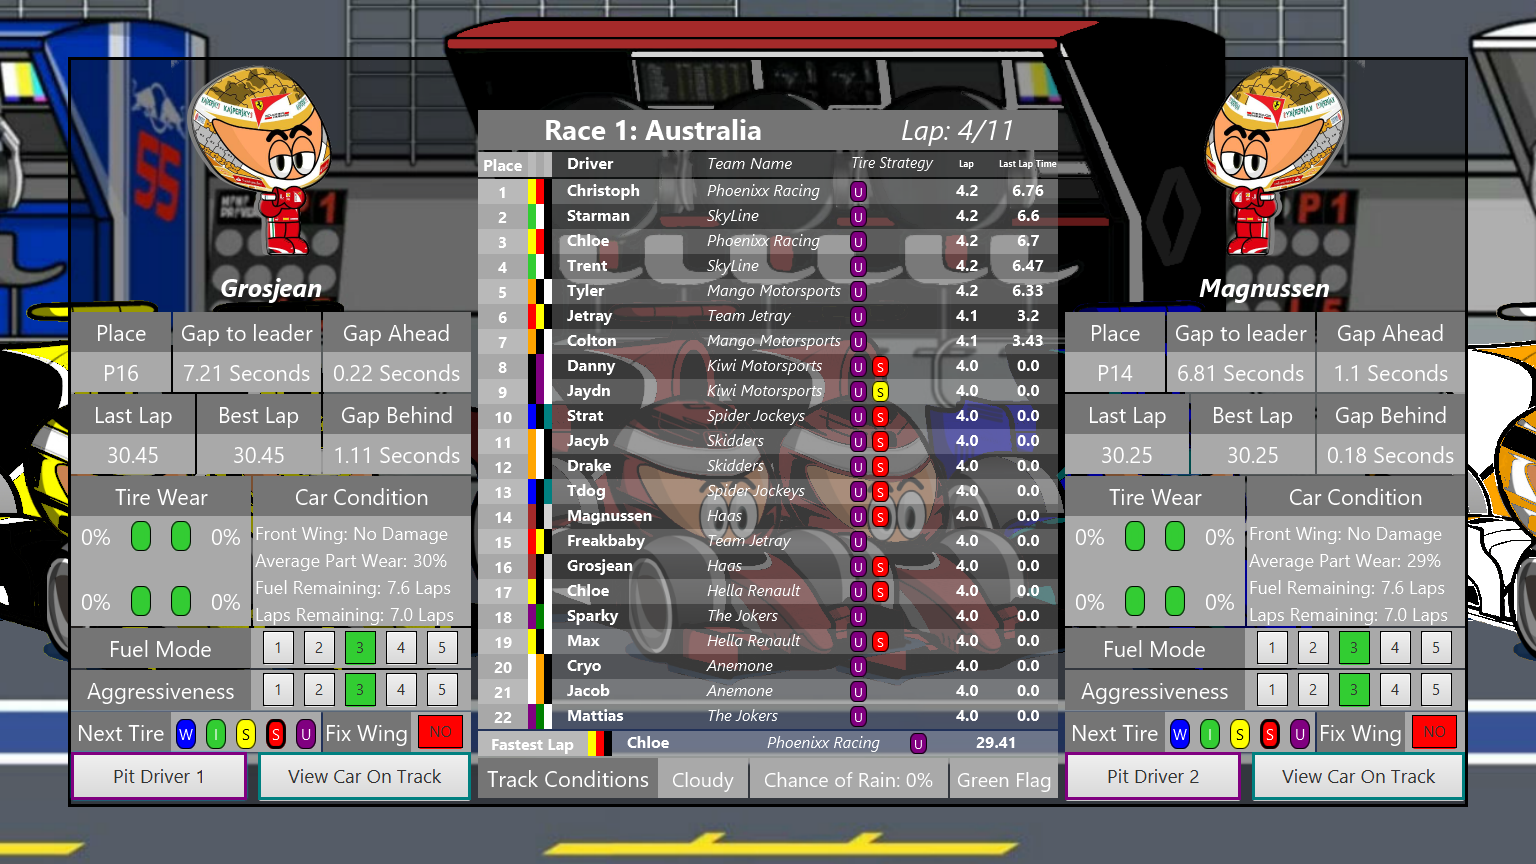 Race 1: Australia Lap: 4/11
Place Driver Team Name Tire Strategy Lap Last Lap Time
1 Christoph Phoenixx Racing U 4.2 6.76
2 Starman SkyLine U 4.2 6.6
3 Chloe Phoenixx Racing U 4.2 6.7
4 Trent SkyLine U 4.2 6.47
5 Tyler Mango Motorsports U 4.2 6.33
6 Jetray Team Jetray U 4.1 3.2
7 Colton Mango Motorsports U 4.1 3.43
8 Danny Kiwi Motorsports U S 4.0 0.0
9 Jaydn Kiwi Motorsports U S 4.0 0.0
10 Strat Spider Jockeys U S 4.0 0.0
11 Jacyb Skidders U S 4.0 0.0
12 Drake Skidders U S 4.0 0.0
13 Tdog Spider Jockeys U S 4.0 0.0
14 Magnussen Haas U S 4.0 0.0
15 Freakbaby Team Jetray U 4.0 0.0
16 Grosjean Haas U S 4.0 0.0
17 Chloe Hella Renault U S 4.0 0.0
18 Sparky The Jokers U 4.0 0.0
19 Max Hella Renault U S 4.0 0.0
20 Cryo Anemone U 4.0 0.0
21 Jacob Anemone U 4.0 0.0
22 Mattias The Jokers U 4.0 0.0
Fastest Lap Chloe Phoenixx Racing U 29.41
Track Conditions Cloudy Chance of Rain: 0% Green Flag
55
KASPERSKY
1
Grosjean
Place Gap to leader Gap Ahead
P16 7.21 Seconds 0.22 Seconds
Last Lap Best Lap Gap Behind
30.45 30.45 1.11 Seconds
Tire Wear Car Condition
0% 0%
0% 0%
Front Wing: No Damage
Average Part Wear: 30%
Fuel Remaining: 7.6 Laps
Laps Remaining: 7.0 Laps
Fuel Mode 1 2 3 4 5
Aggressiveness 1 2 3 4 5
Next Tire W I S S U Fix Wing NO
Pit Driver 1 View Car On Track
P 1
Magnussen
Place Gap to leader Gap Ahead
P14 6.81 Seconds 1.1 Seconds
Last Lap Best Lap Gap Behind
30.25 30.25 0.18 Seconds
Tire Wear Car Condition
0% 0%
0% 0%
Front Wing: No Damage
Average Part Wear: 29%
Fuel Remaining: 7.6 Laps
Laps Remaining: 7.0 Laps
Fuel Mode 1 2 3 4 5
Aggressiveness 1 2 3 4 5
Next Tire W I S S U Fix Wing NO
Pit Driver 2 View Car On Track